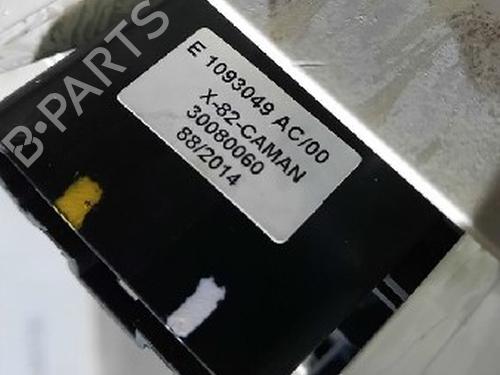 B-PARTS
E 1093049 AC/00
X-82-CAMAN
30080060
88/2014